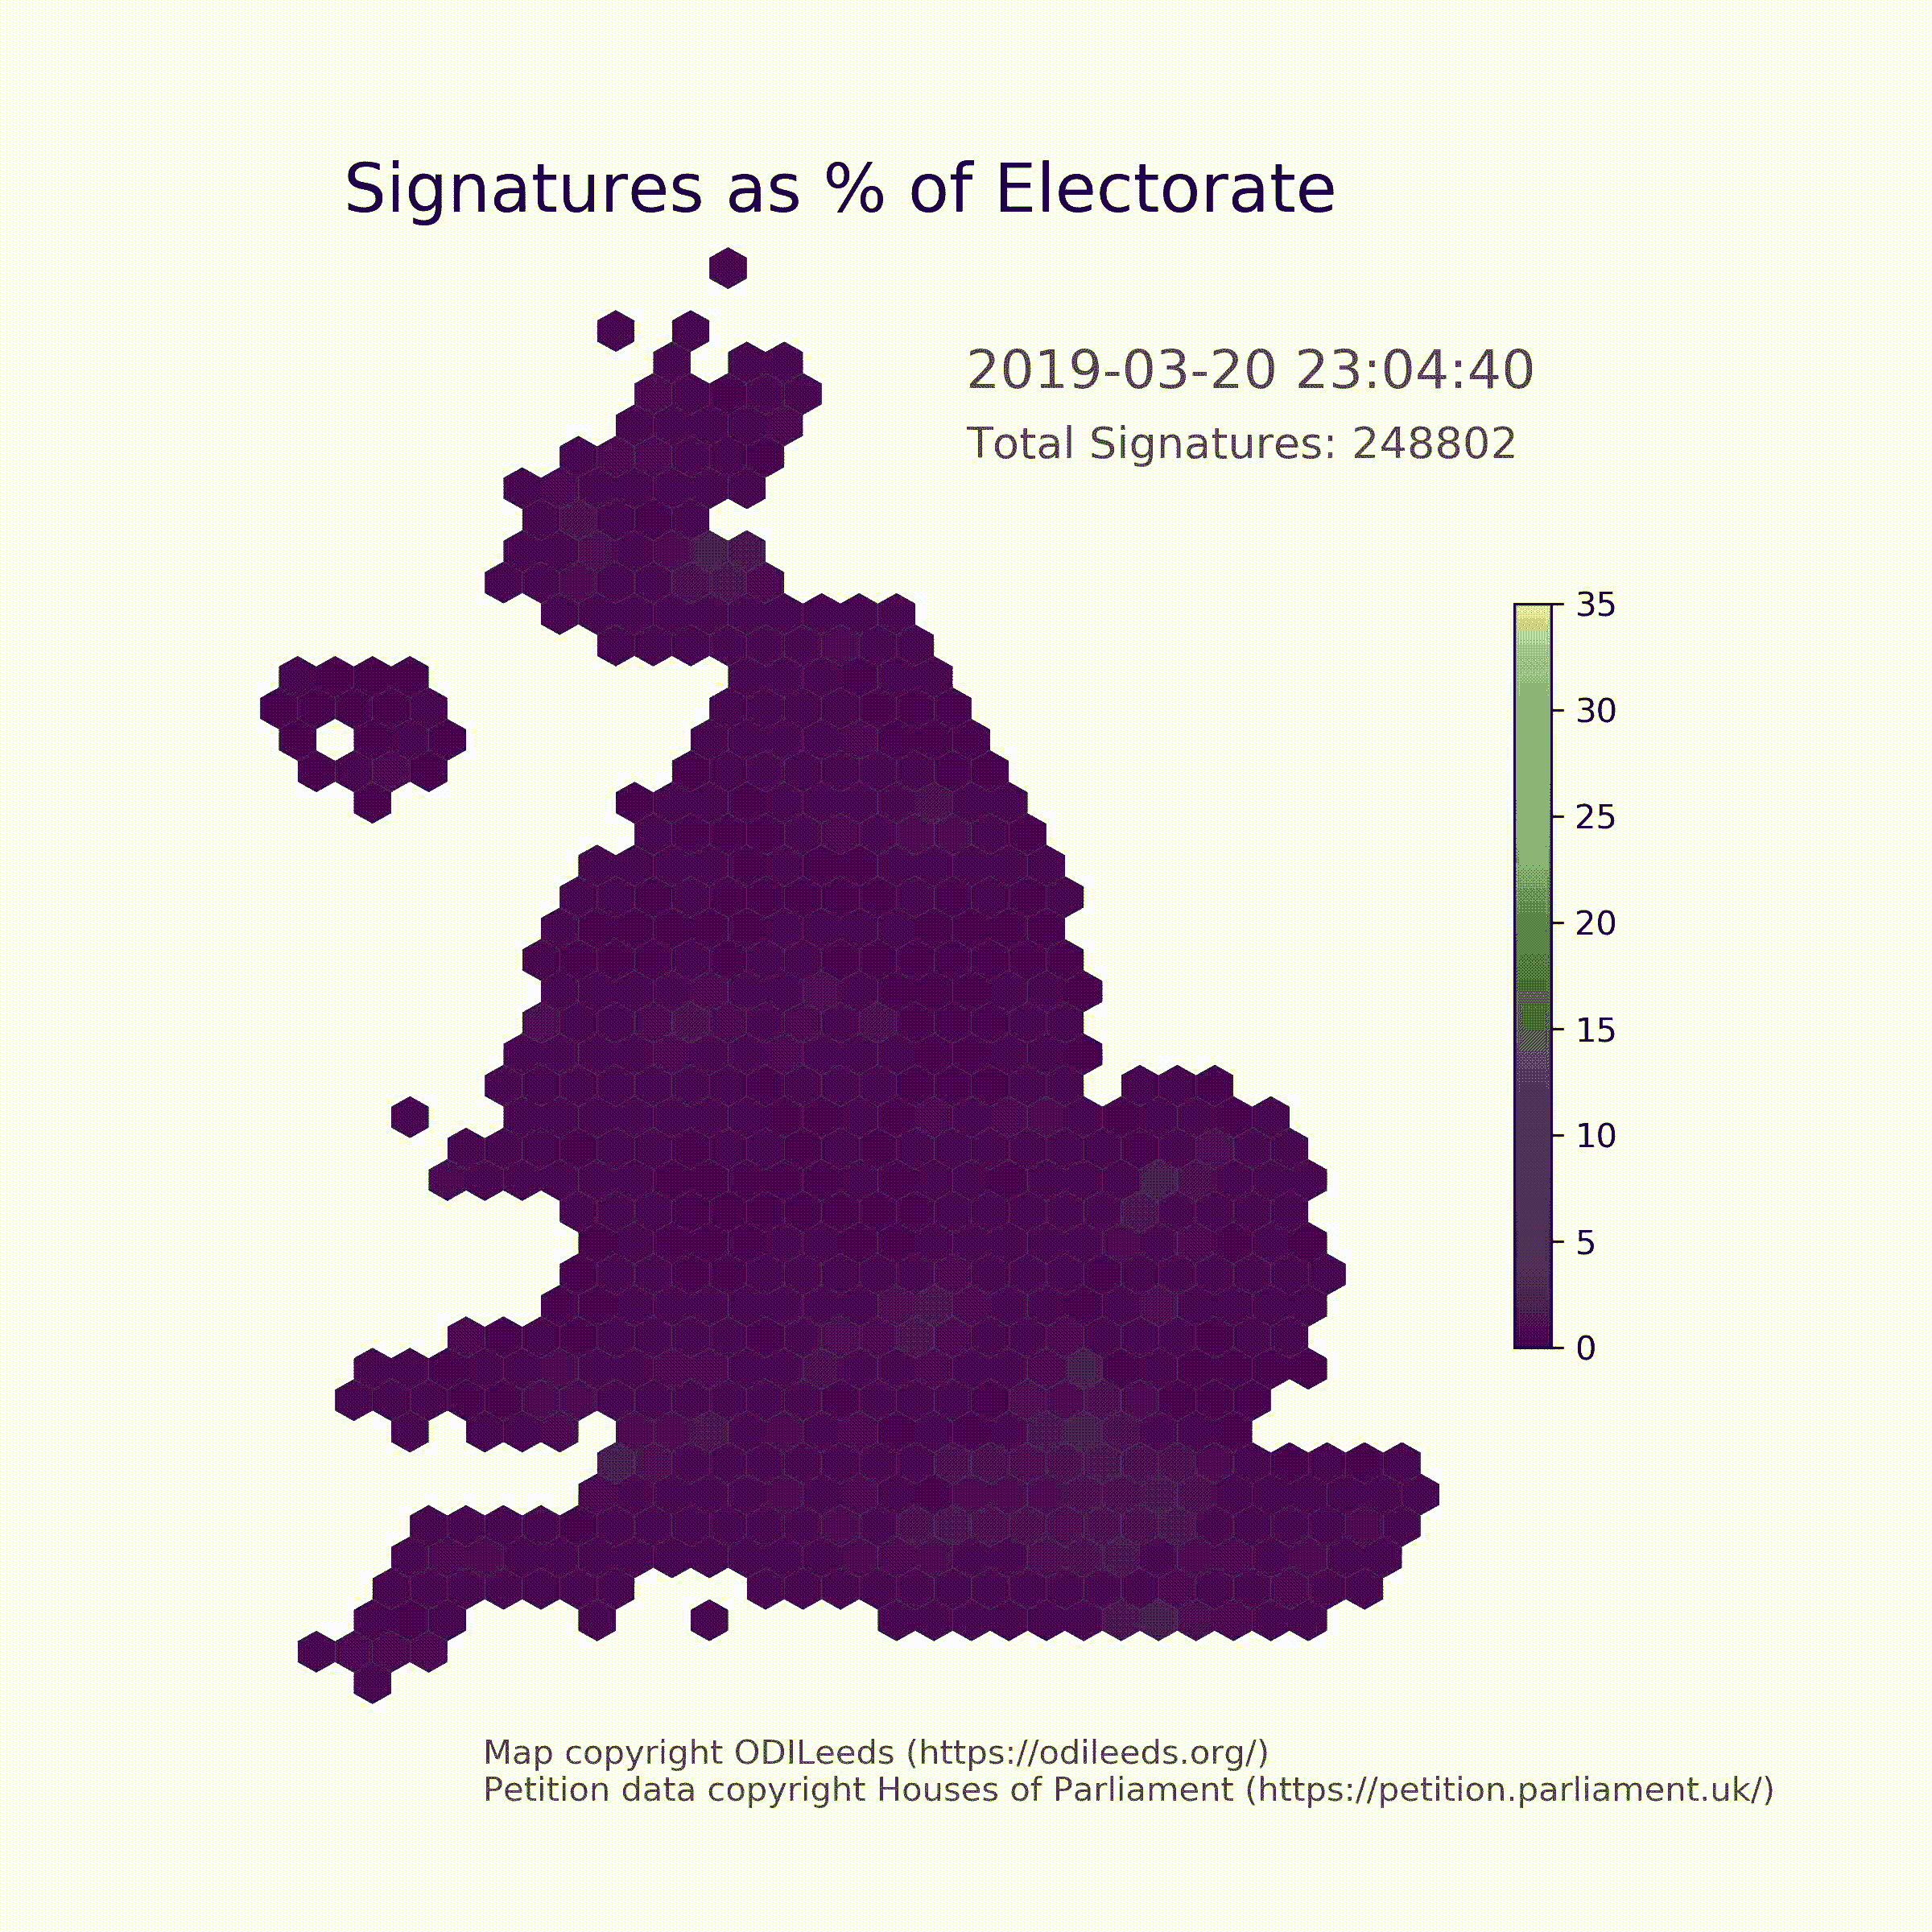 Signatures as % of Electorate
2019-03-20 23:04:40
Total Signatures: 248802
35
30
25
20
15
10
5
0
Map copyright ODILeeds (https://odileeds.org/)
Petition data copyright Houses of Parliament (https://petition.parliament.uk/)